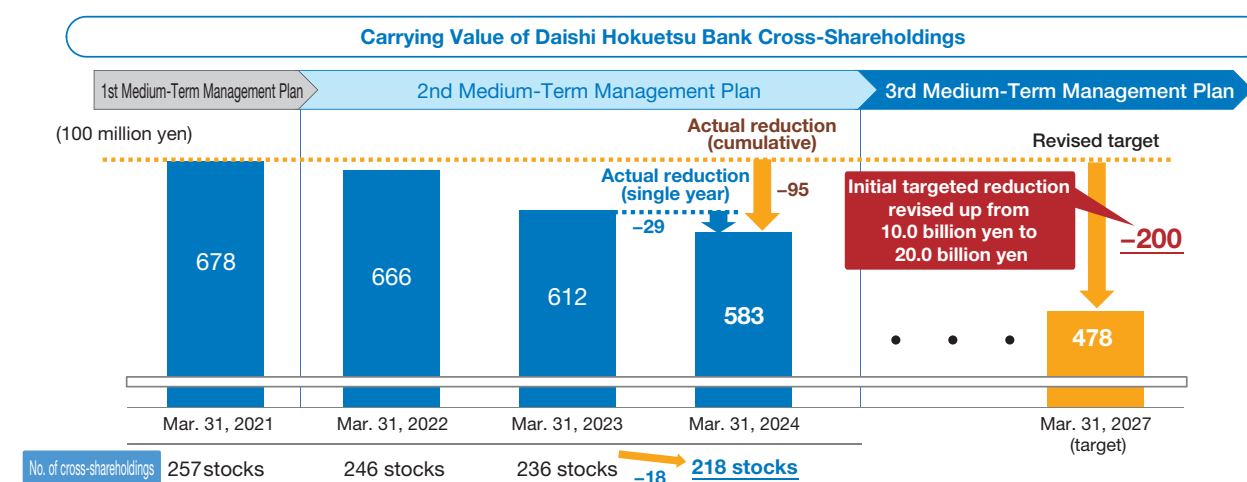 Carrying Value of Daishi Hokuetsu Bank Cross-Shareholdings
1st Medium-Term Management Plan
2nd Medium-Term Management Plan
3rd Medium-Term Management Plan
(100 million yen)
Actual reduction
(cumulative)
Revised target
Actual reduction
(single year)
–95
–29
Initial targeted reduction
revised up from
10.0 billion yen to
20.0 billion yen
–200
678
666
612
583
478
• • •
Mar. 31, 2021
Mar. 31, 2022
Mar. 31, 2023
Mar. 31, 2024
Mar. 31, 2027
(target)
No. of cross-shareholdings
257 stocks
246 stocks
236 stocks
–18
218 stocks